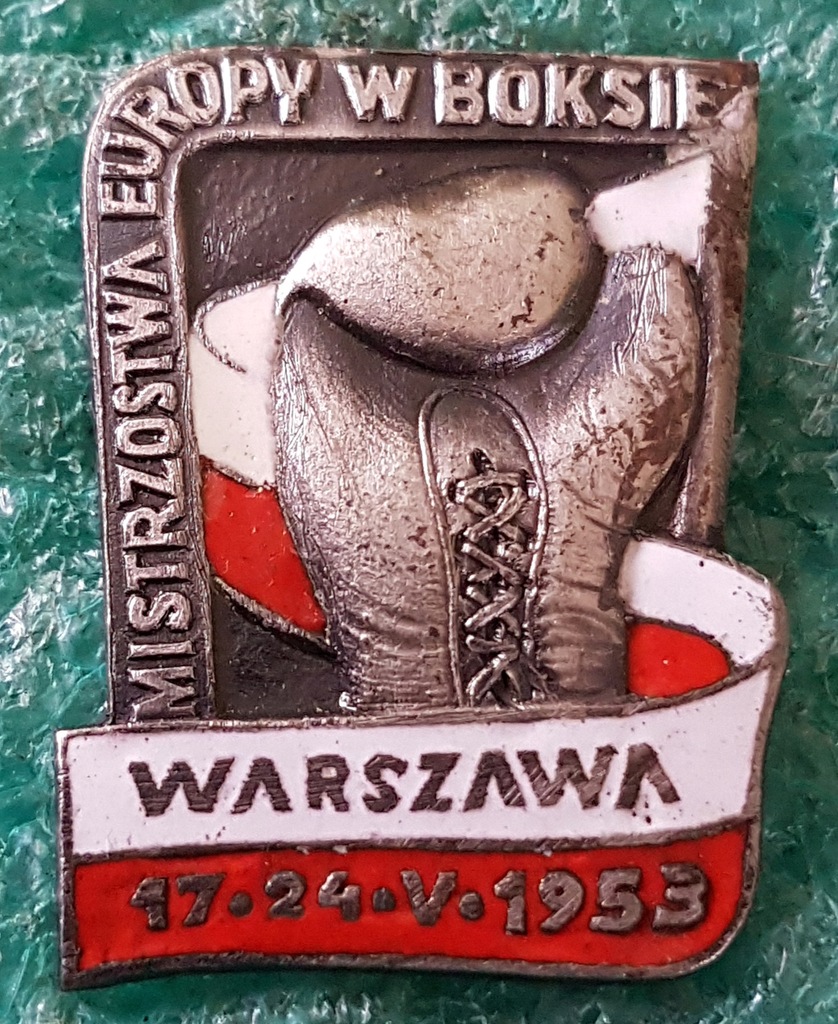 MISTRZOSTWA EUROPY W BOKSIE
WARSZAWA
17•24•V•1953